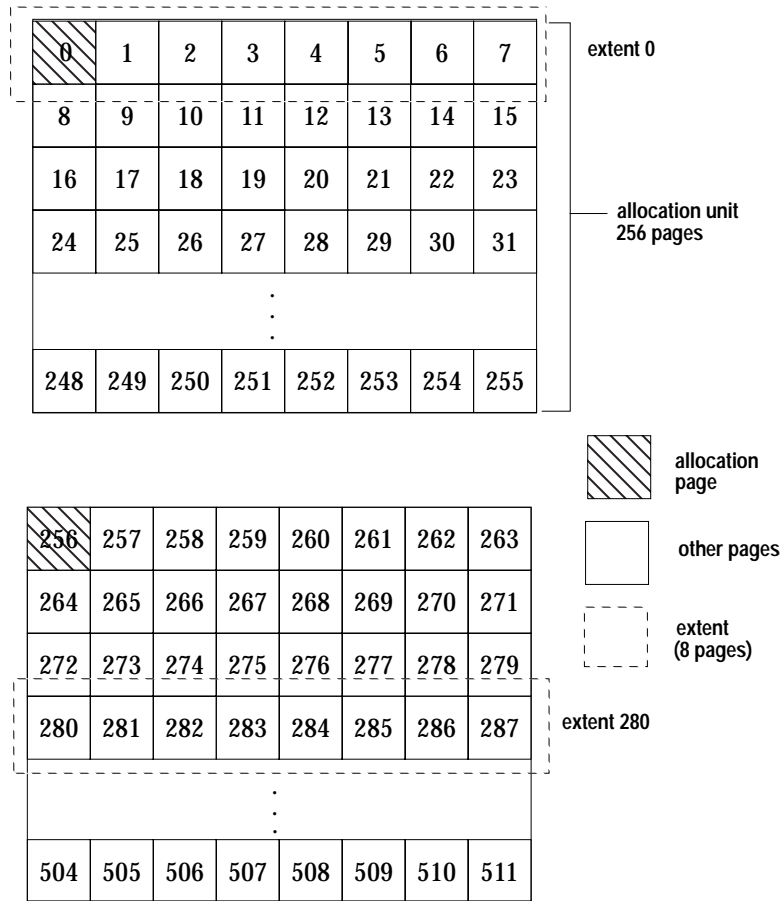 0 1 2 3 4 5 6 7 extent 0
8 9 10 11 12 13 14 15
16 17 18 19 20 21 22 23
allocation unit
256 pages
24 25 26 27 28 29 30 31
248 249 250 251 252 253 254 255
allocation
page
256 257 258 259 260 261 262 263
other pages
264 265 266 267 268 269 270 271
extent
(8 pages)
272 273 274 275 276 277 278 279
280 281 282 283 284 285 286 287 extent 280
504 505 506 507 508 509 510 511